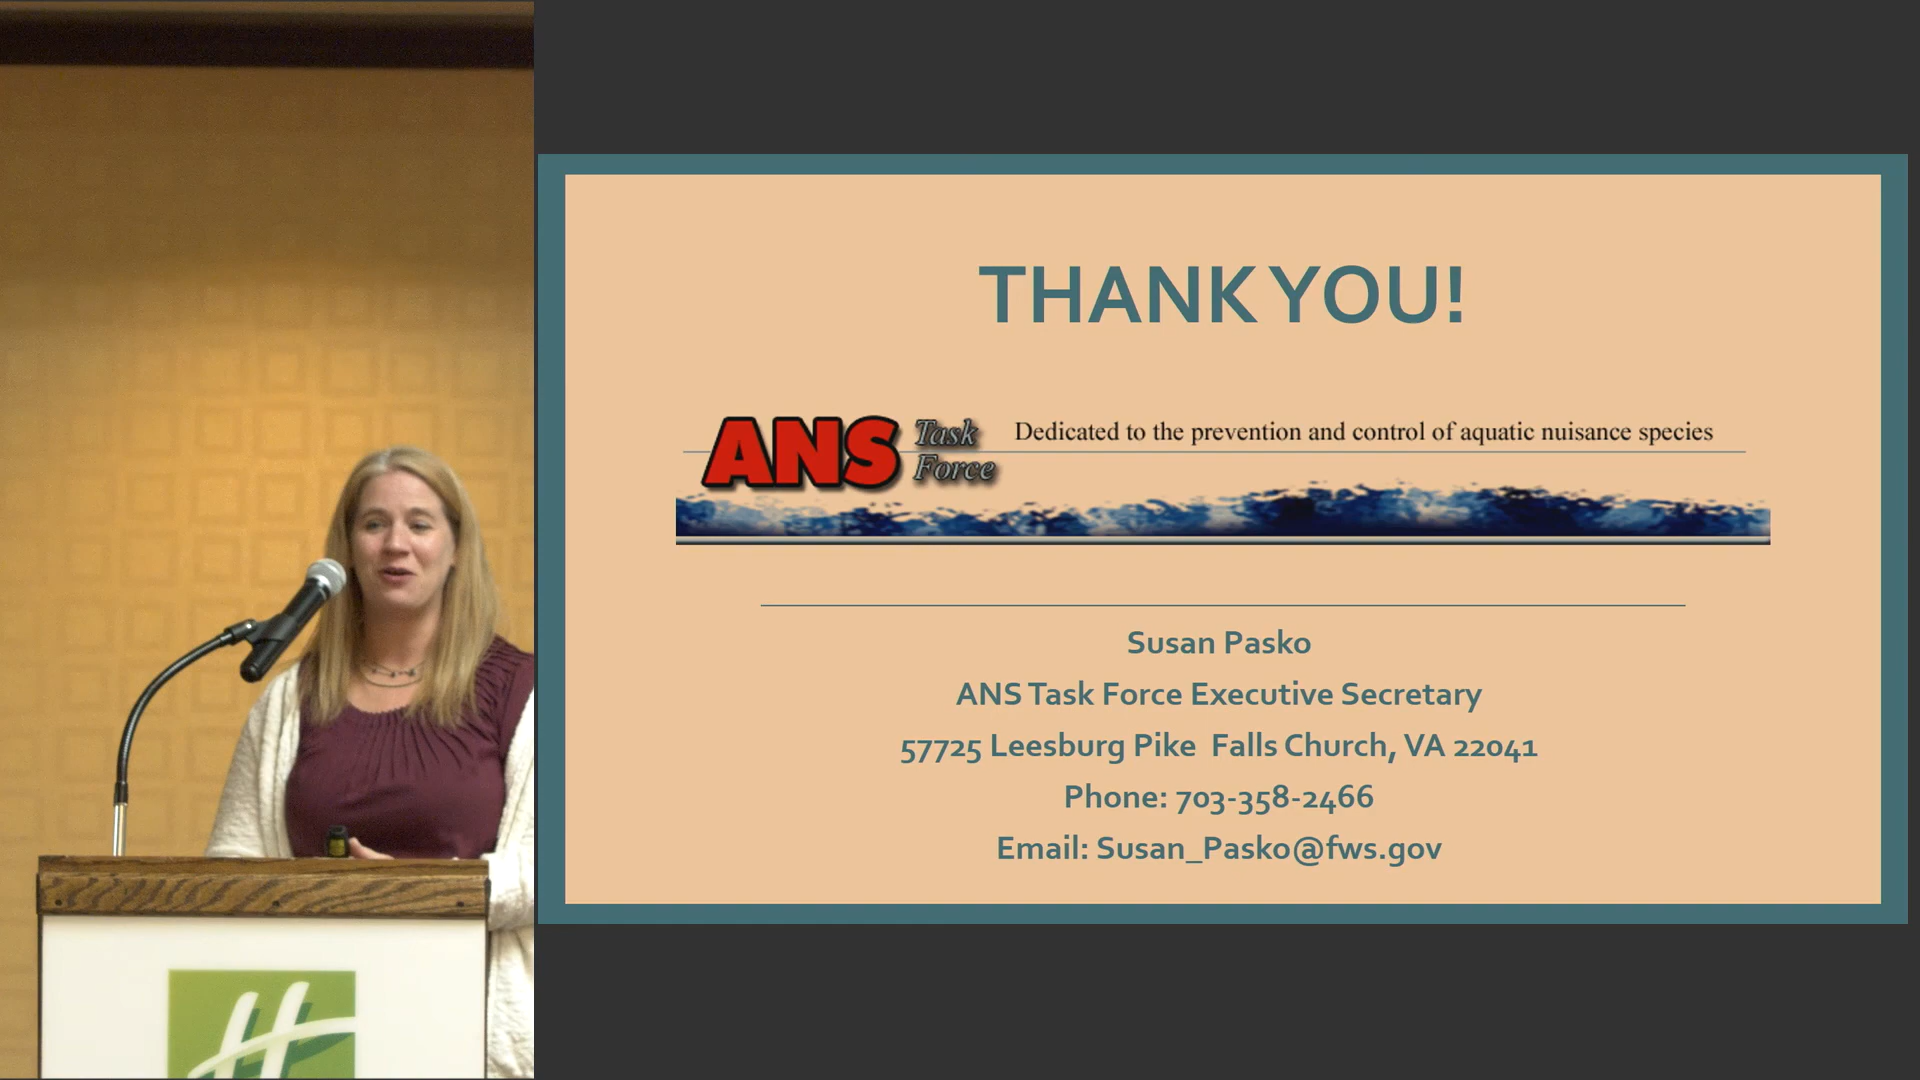 THANK YOU!
ANS Task Force
Dedicated to the prevention and control of aquatic nuisance species
Susan Pasko
ANS Task Force Executive Secretary
57725 Leesburg Pike  Falls Church, VA 22041
Phone: 703-358-2466
Email: Susan_Pasko@fws.gov